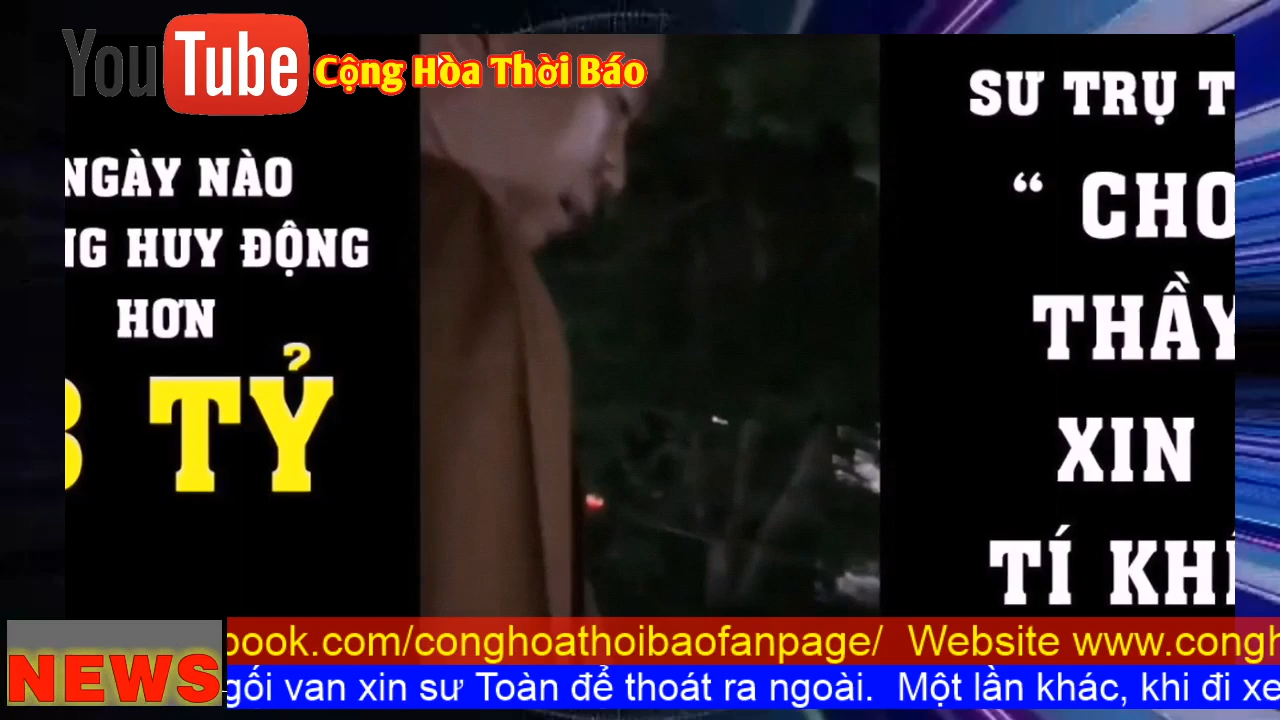 YouTube
Cộng Hòa Thời Báo
NGÀY NÀO
NG HUY ĐỘNG
HƠN
TỶ
SƯ TRỤ T
“ CHO
THẦY
XIN
TÍ KH
book.com/conghoathoibaofanpage/ Website www.congh
NEWS
gối van xin sư Toàn để thoát ra ngoài. Một lần khác, khi đi xe